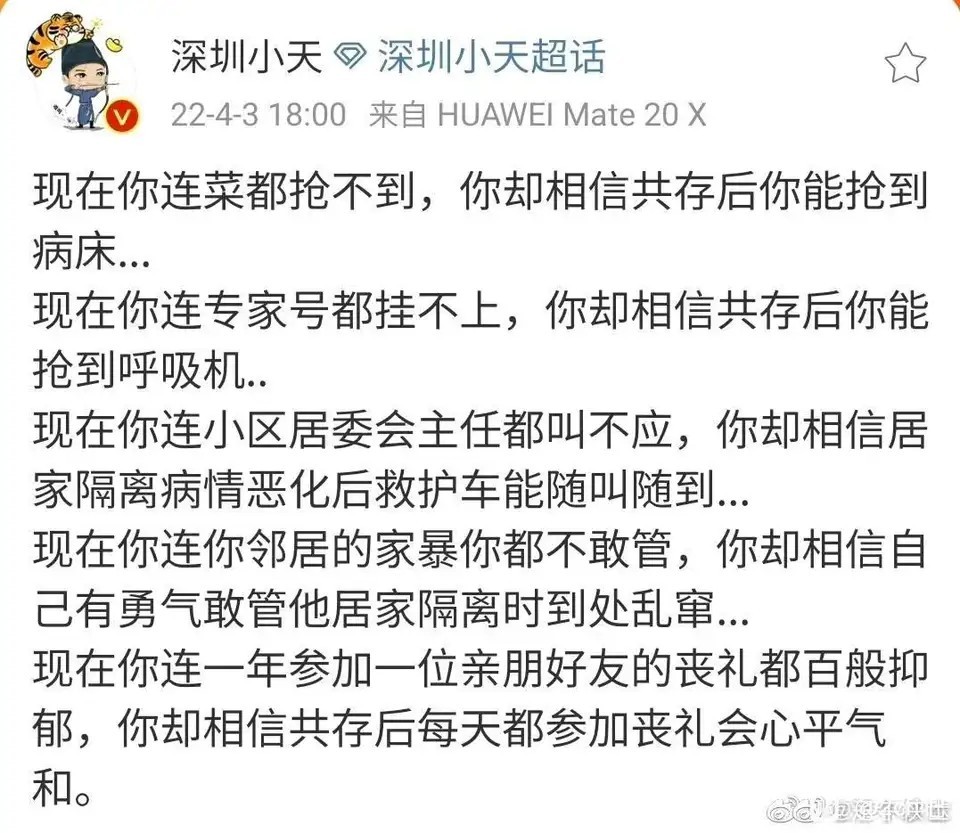 深圳小天 深圳小天超话
22-4-3 18:00 来自 HUAWEI Mate 20 X
现在你连菜都抢不到，你却相信共存后你能抢到
病床...
现在你连专家号都挂不上，你却相信共存后你能
抢到呼吸机..
现在你连小区居委会主任都叫不应，你却相信居
家隔离病情恶化后救护车能随叫随到...
现在你连你邻居的家暴你都不敢管，你却相信自
己有勇气敢管他居家隔离时到处乱窜...
现在你连一年参加一位亲朋好友的丧礼都百般抑
郁，你却相信共存后每天都参加丧礼会心平气
和。